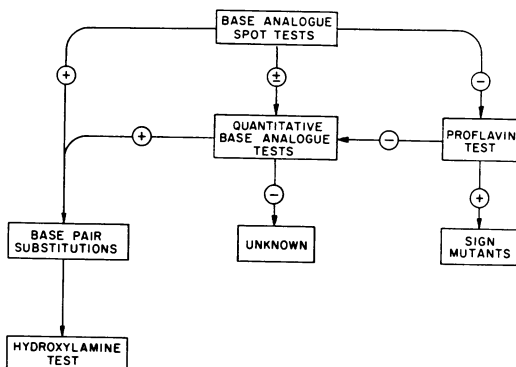 BASE ANALOGUE
SPOT TESTS
+
±
−
QUANTITATIVE
BASE ANALOGUE
TESTS
PROFLAVIN
TEST
+
−
−
+
BASE PAIR
SUBSTITUTIONS
UNKNOWN
SIGN
MUTANTS
HYDROXYLAMINE
TEST